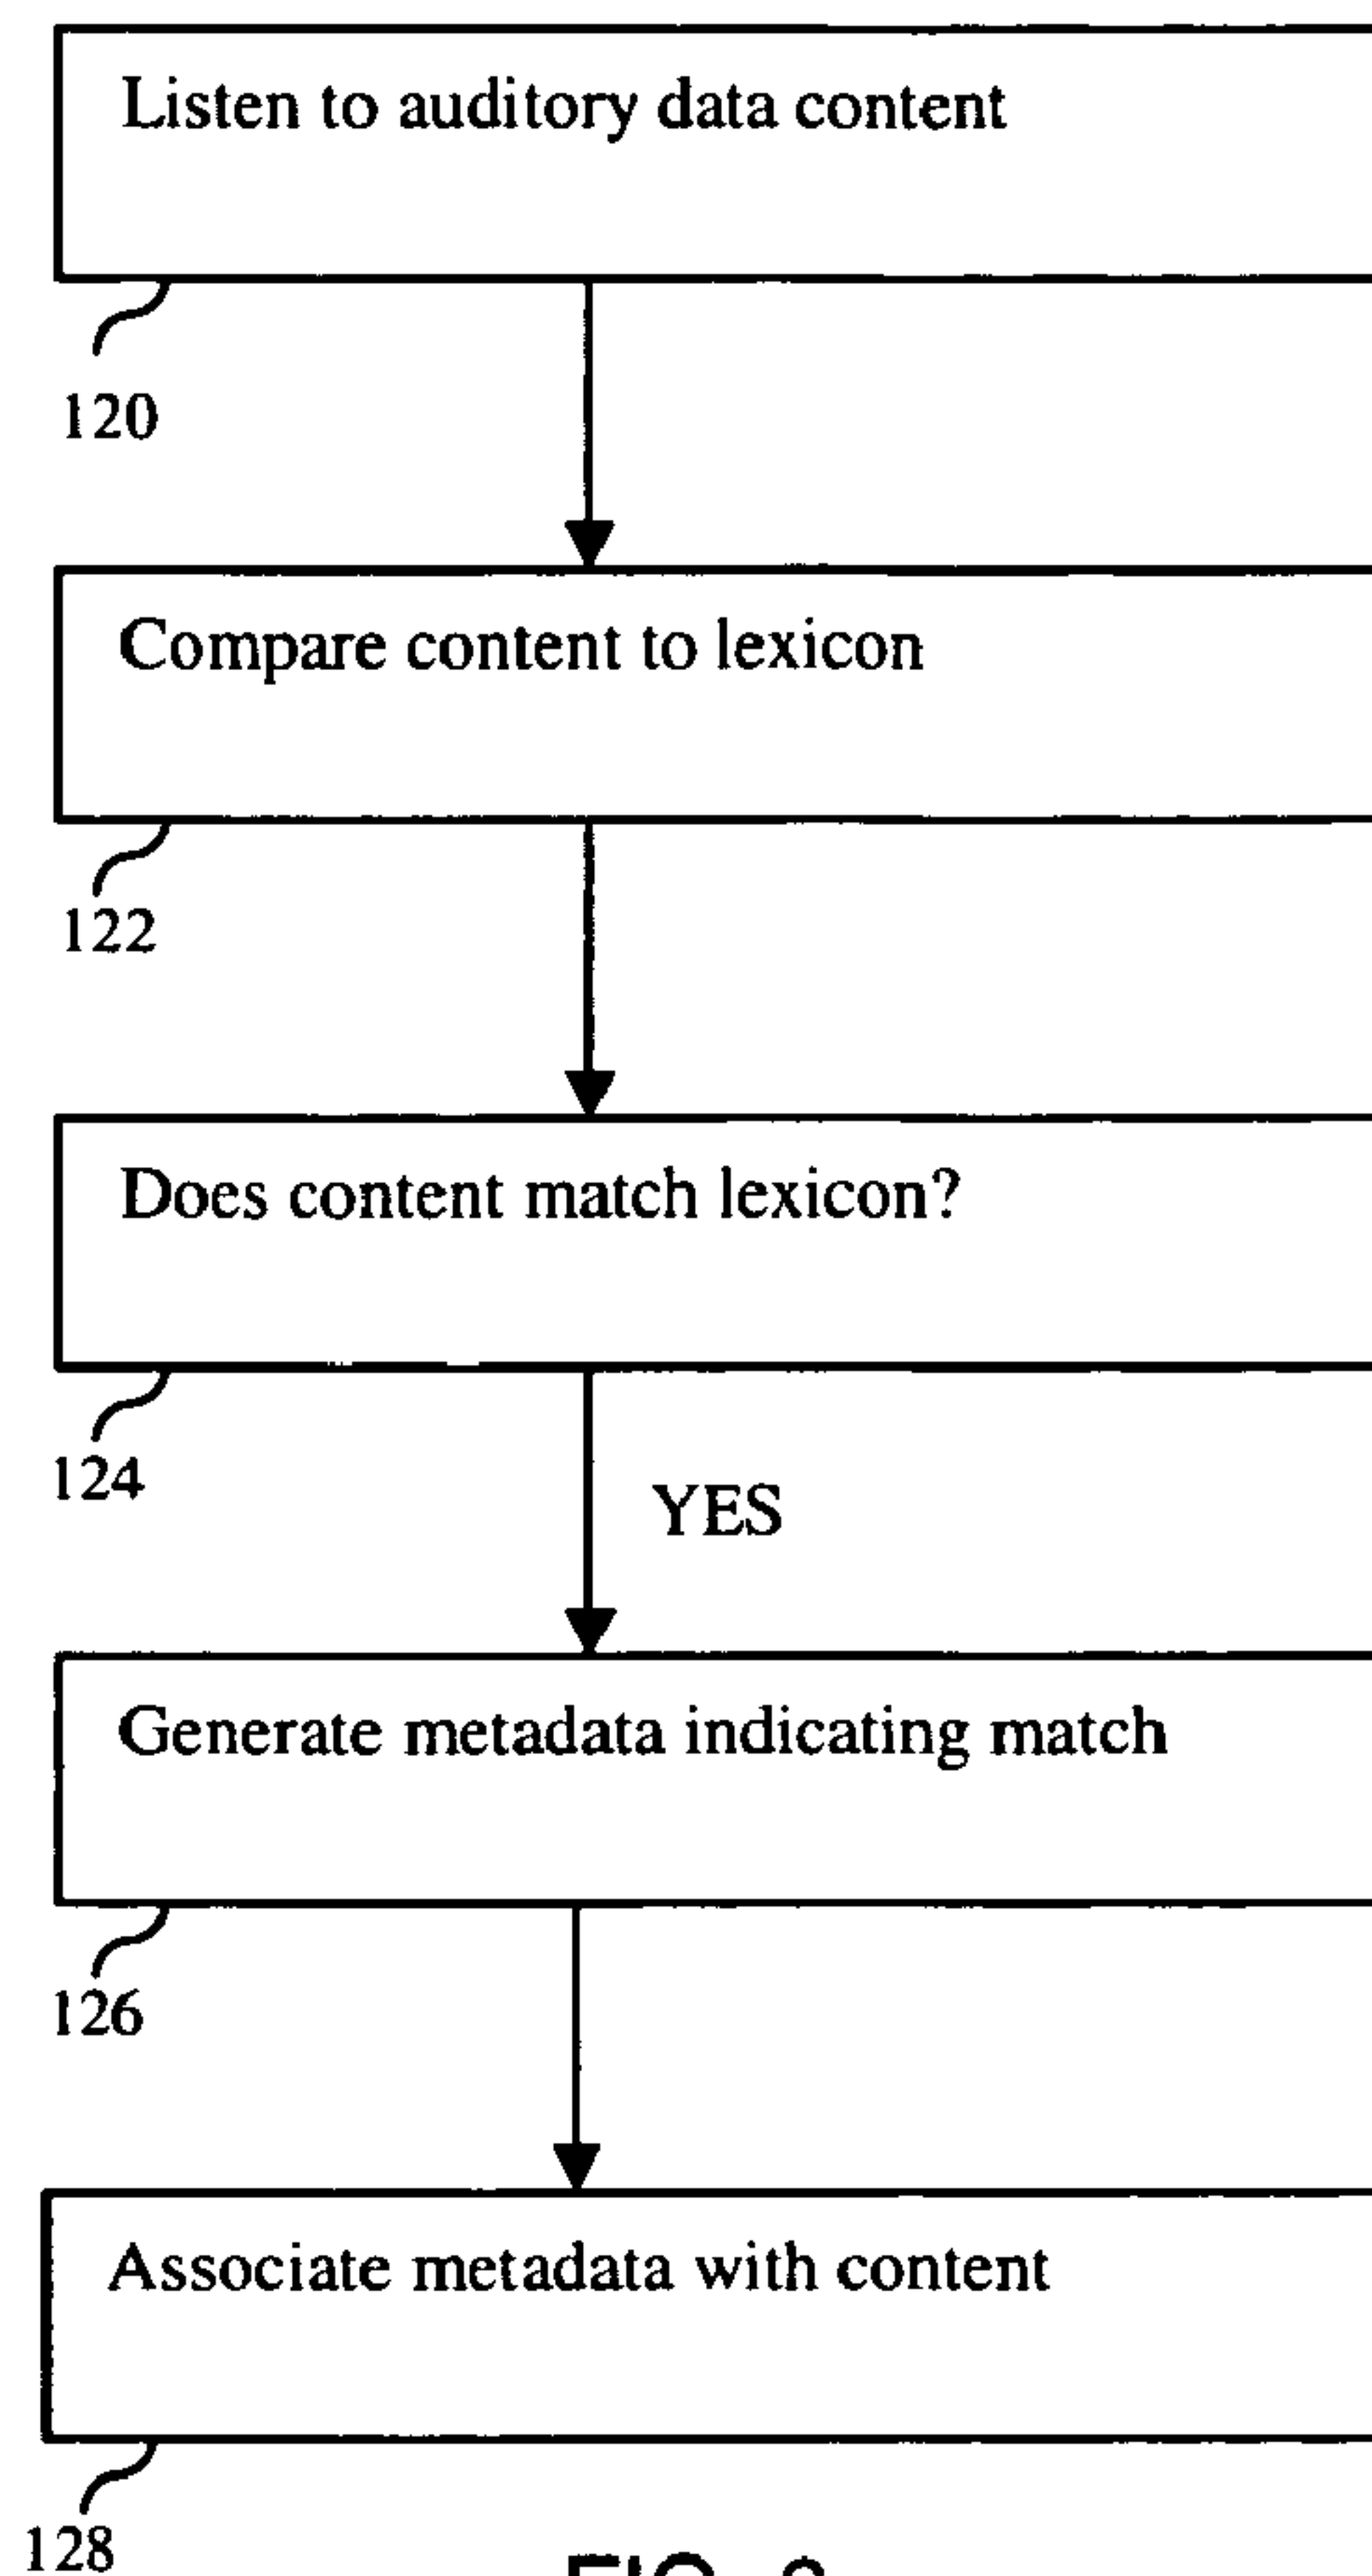 Listen to auditory data content
120
Compare content to lexicon
122
Does content match lexicon?
124
YES
Generate metadata indicating match
126
Associate metadata with content
128
FIG.